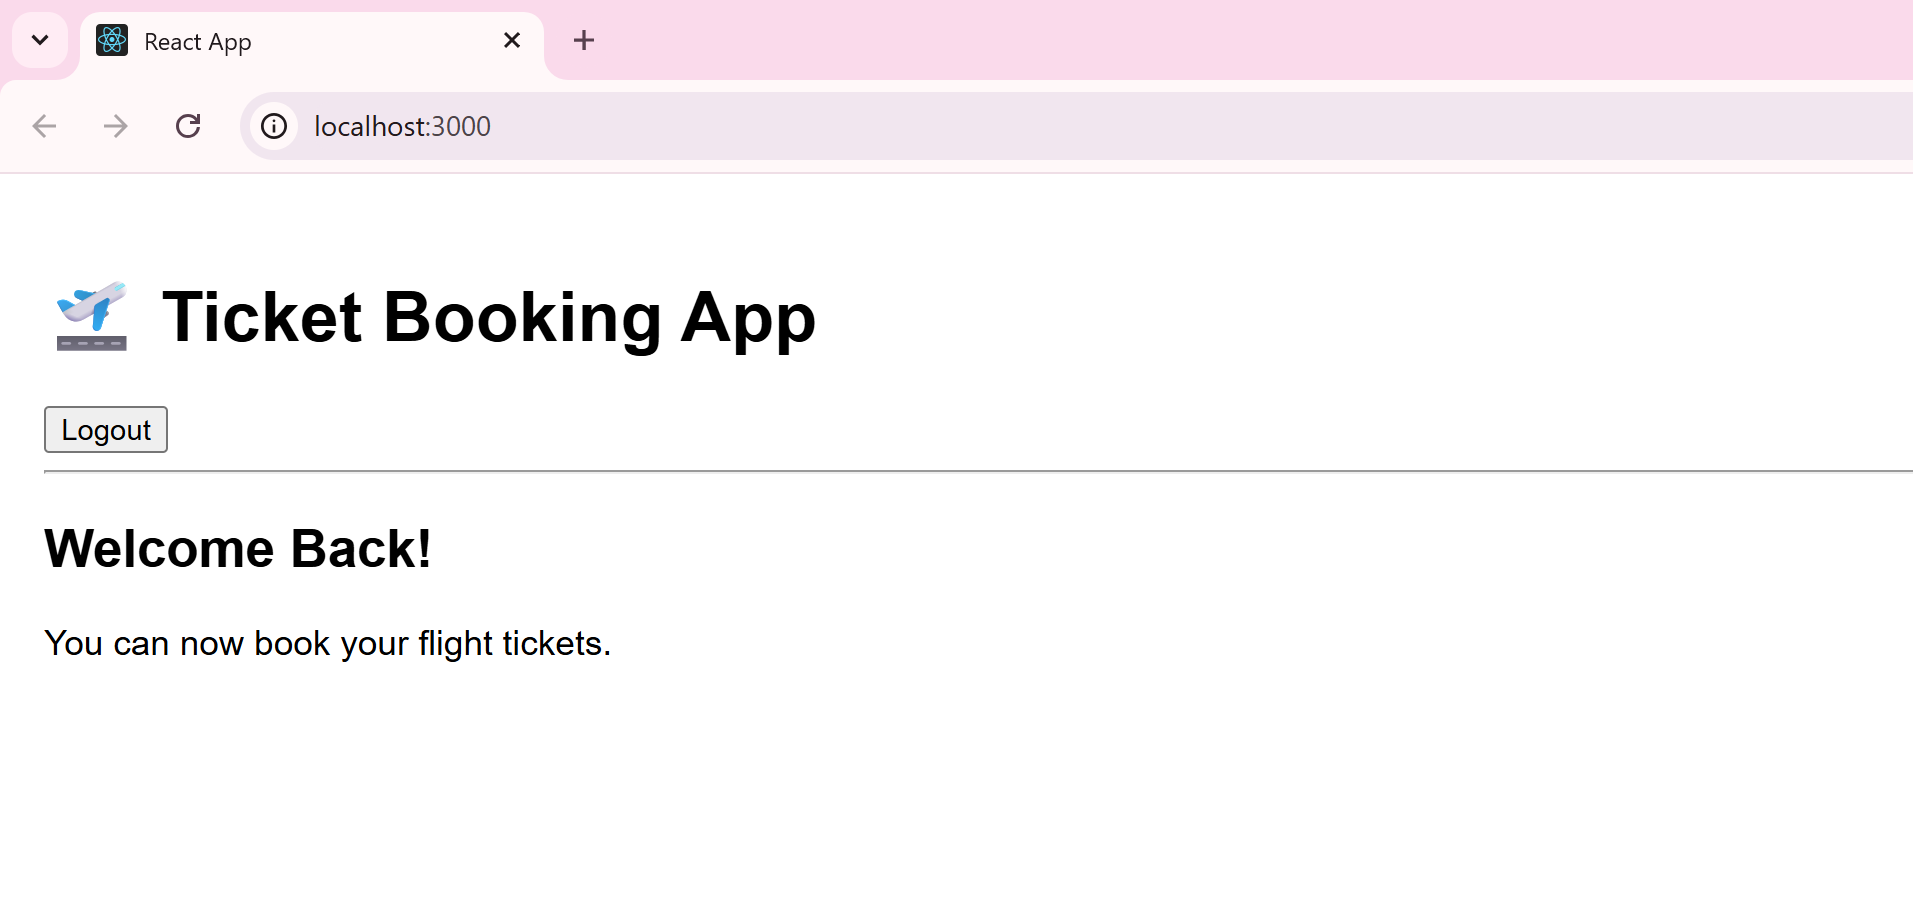 React App
localhost:3000
🛫 Ticket Booking App
Logout
Welcome Back!
You can now book your flight tickets.